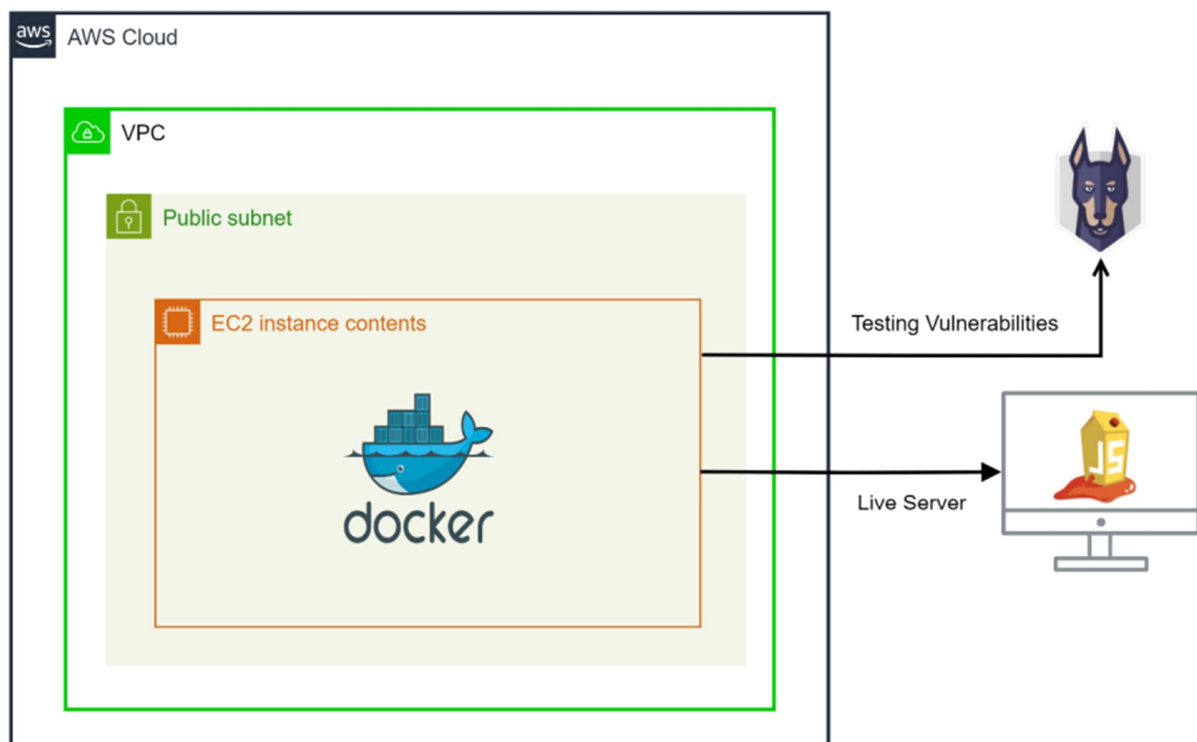 aws
AWS Cloud
VPC
Public subnet
EC2 instance contents
docker
Testing Vulnerabilities
JS
Live Server